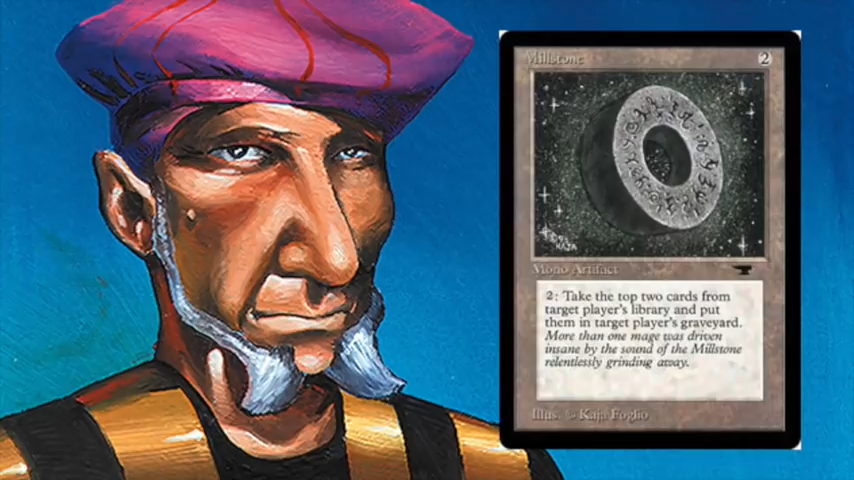 Millstone 2
Mono Artifact
2: Take the top two cards from
target player's library and put
them in target player's graveyard.
More than one mage was driven
insane by the sound of the Millstone
relentlessly grinding away.
Illus. © Kaja Foglio